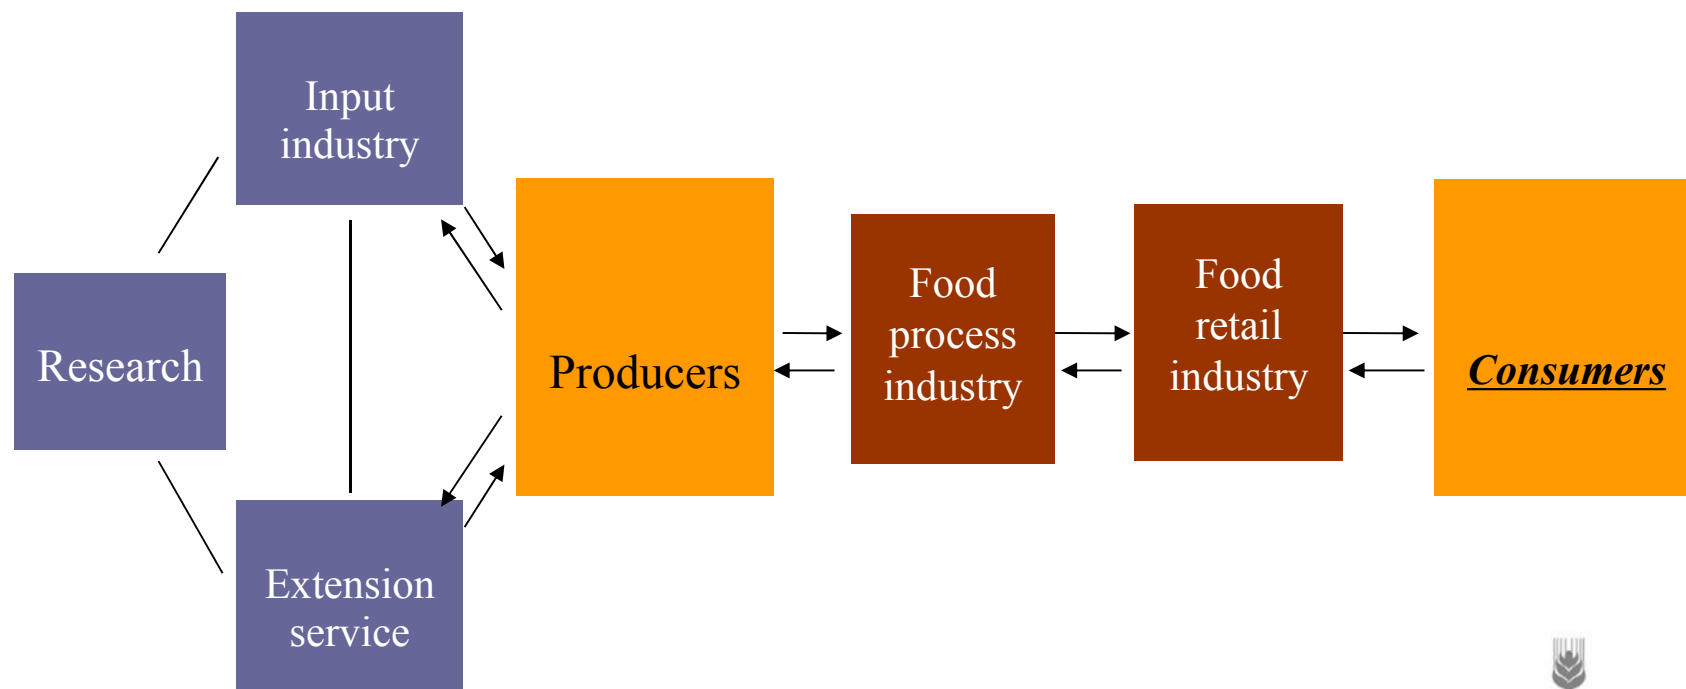 Input
industry
Research
Extension
service
Producers
Food
process
industry
Food
retail
industry
Consumers